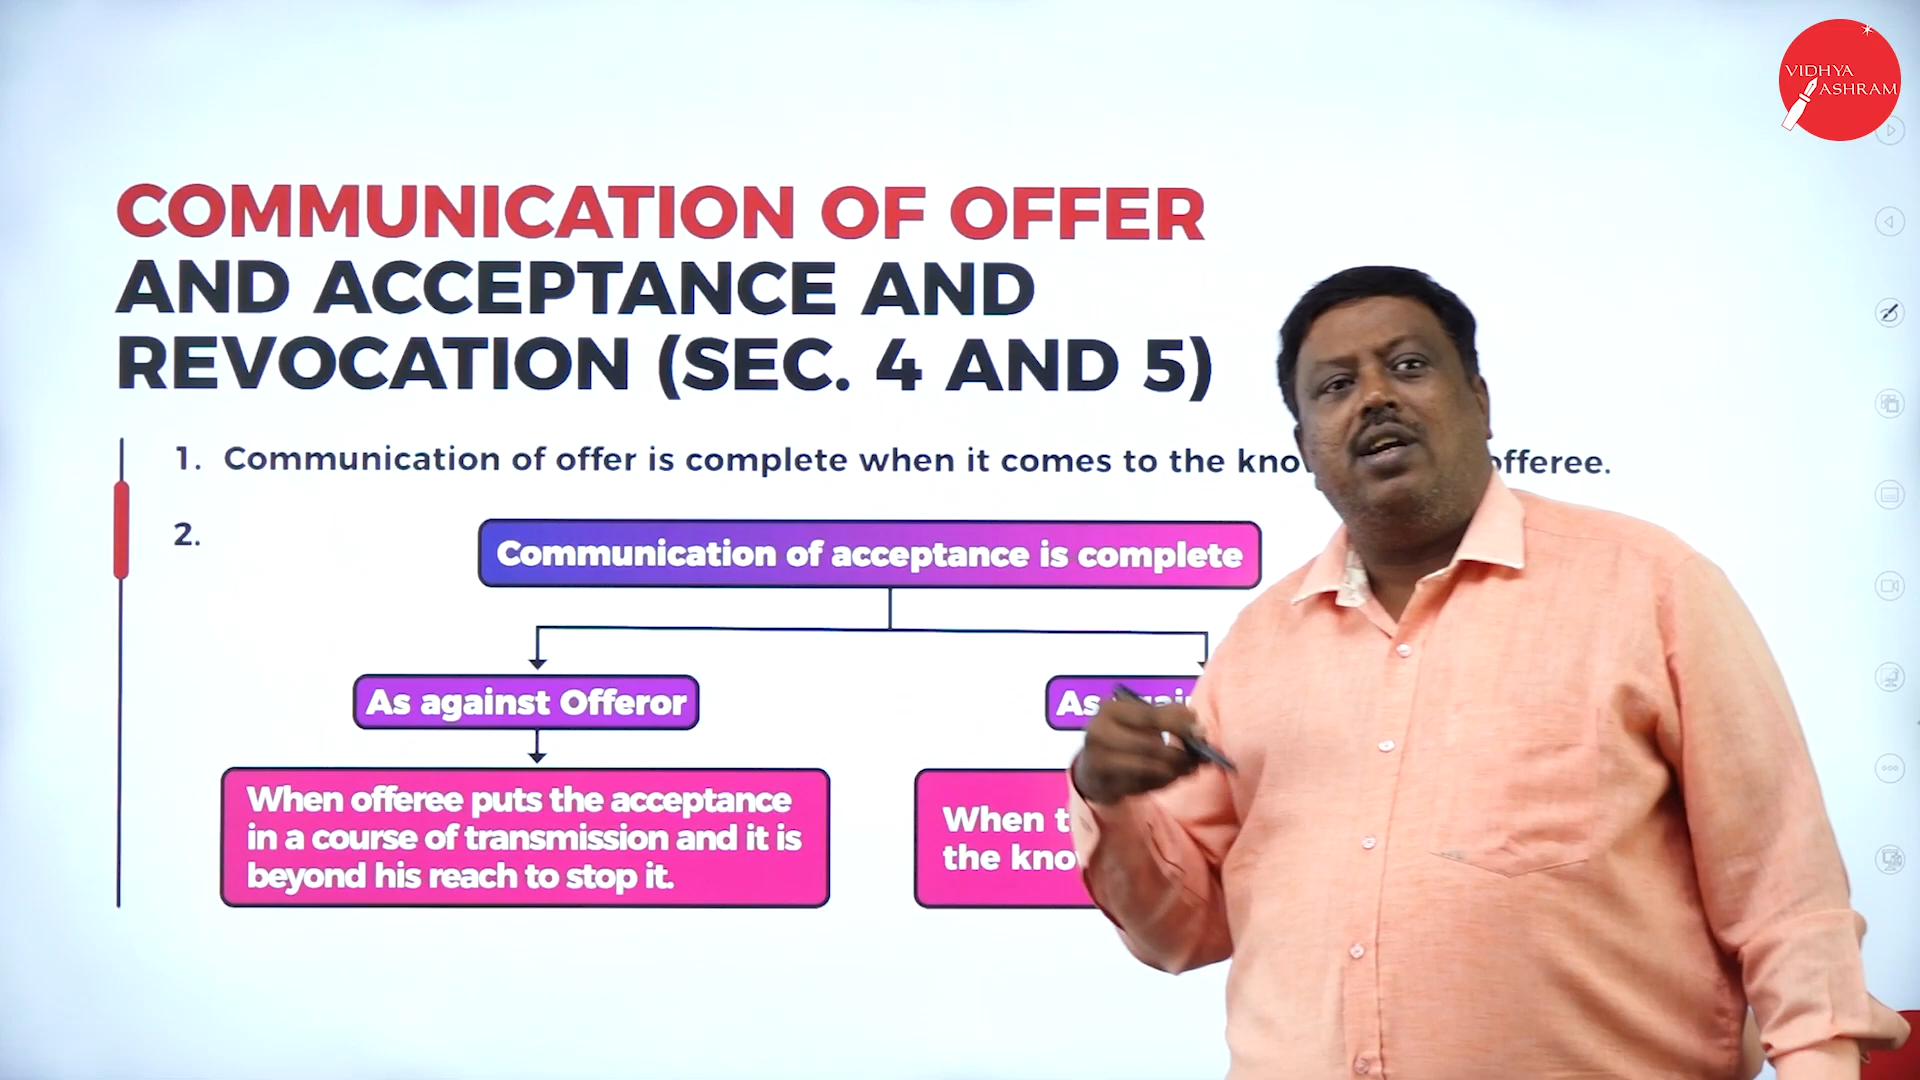 VIDHYA
ASHRAM
COMMUNICATION OF OFFER
AND ACCEPTANCE AND
REVOCATION (SEC. 4 AND 5)
1. Communication of offer is complete when it comes to the offeree.
2.
Communication of acceptance is complete
As against Offeror
As
When offeree puts the acceptance
in a course of transmission and it is
beyond his reach to stop it.
When
the